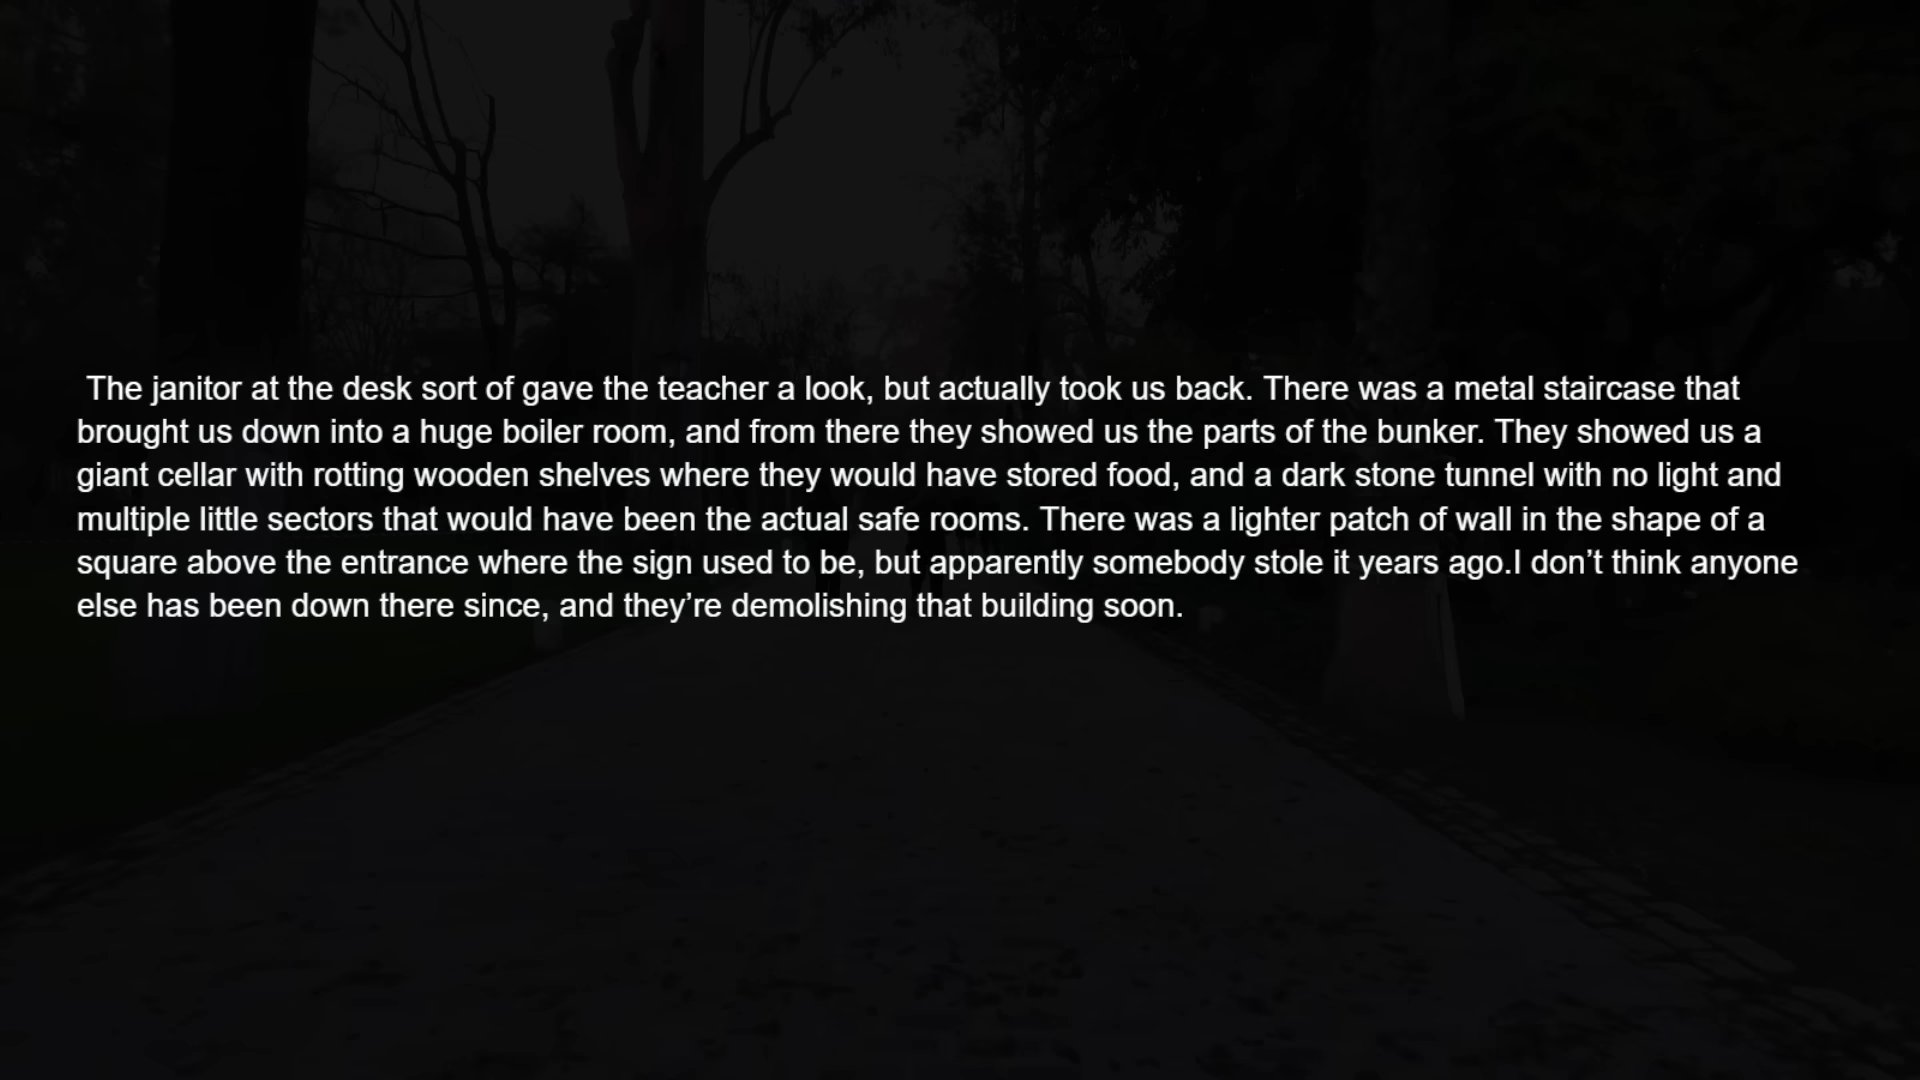 The janitor at the desk sort of gave the teacher a look, but actually took us back. There was a metal staircase that
brought us down into a huge boiler room, and from there they showed us the parts of the bunker. They showed us a
giant cellar with rotting wooden shelves where they would have stored food, and a dark stone tunnel with no light and
multiple little sectors that would have been the actual safe rooms. There was a lighter patch of wall in the shape of a
square above the entrance where the sign used to be, but apparently somebody stole it years ago.I don’t think anyone
else has been down there since, and they’re demolishing that building soon.